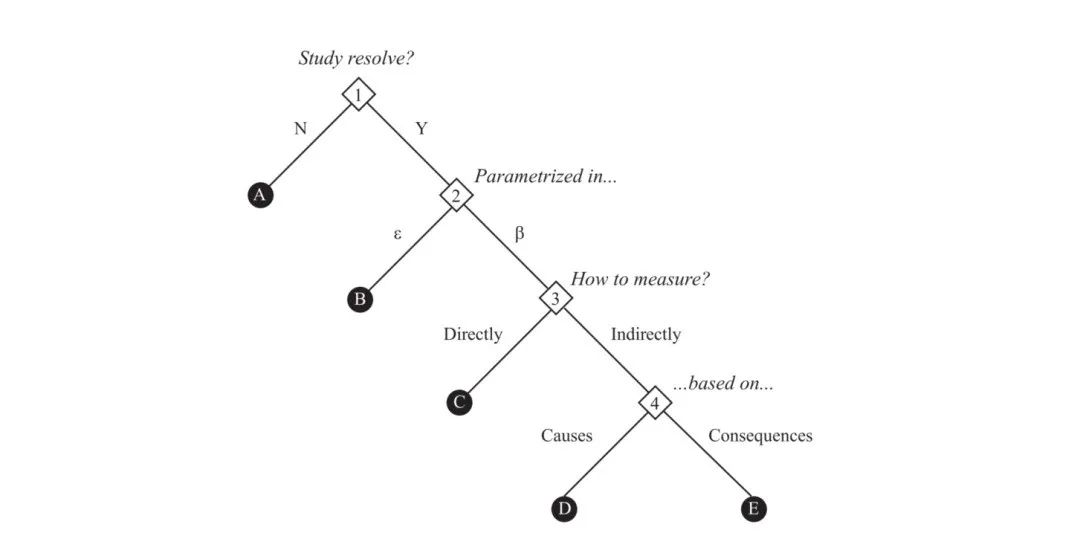 Study resolve?
1
N
Y
A
Parametrized in...
2
ε
β
B
How to measure?
3
Directly
Indirectly
C
...based on...
4
Causes
Consequences
D
E